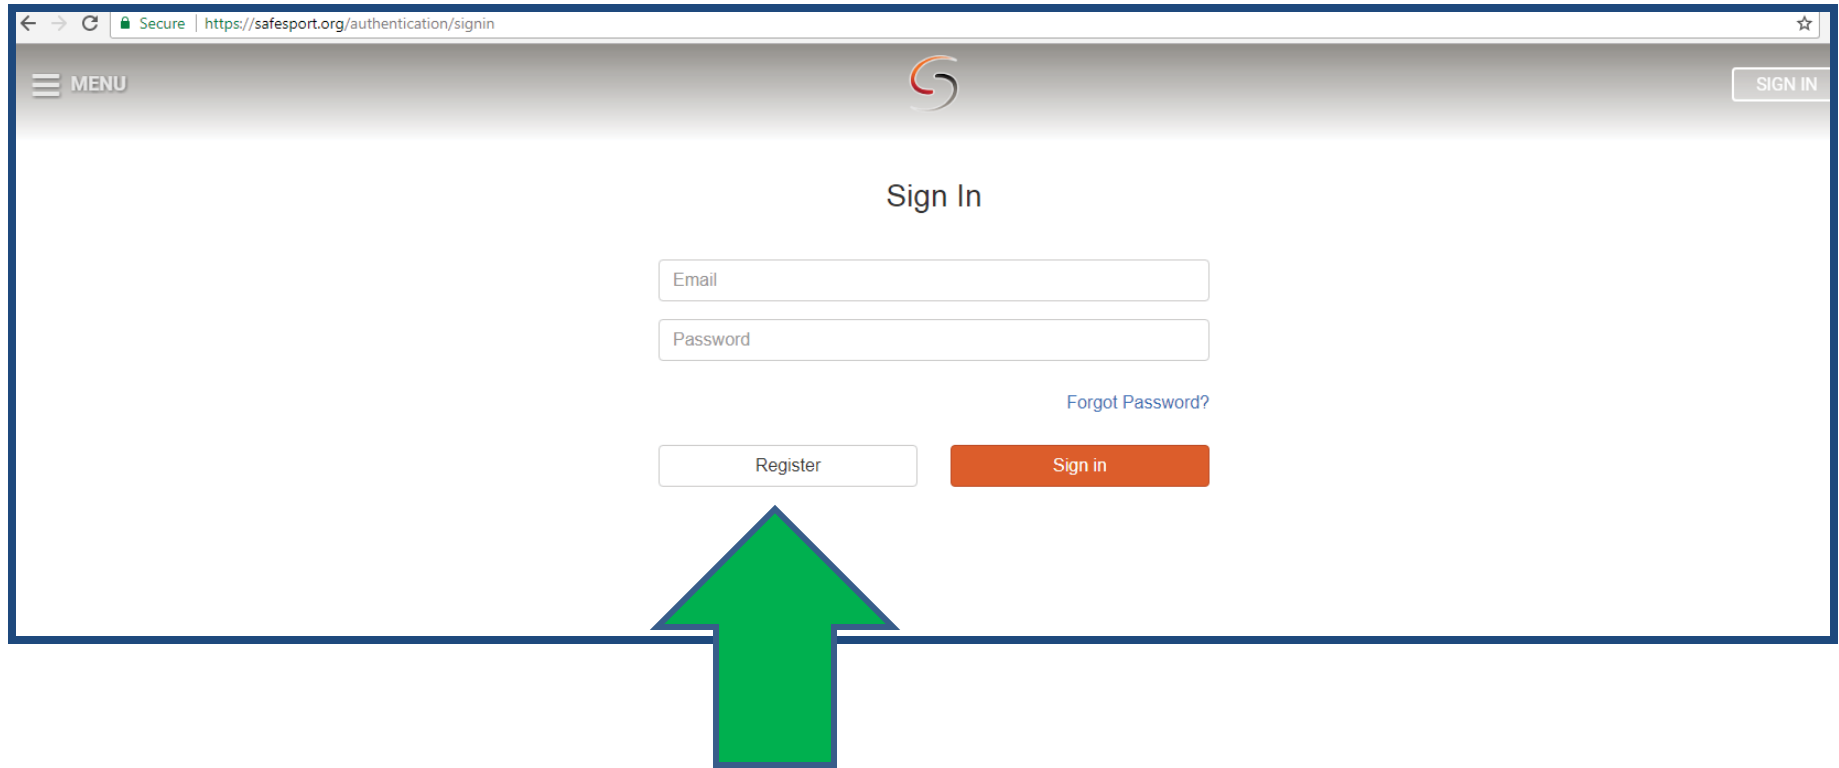 Secure | https://safesport.org/authentication/signin
MENU
SIGN IN
Sign In
Email
Password
Forgot Password?
Register
Sign in